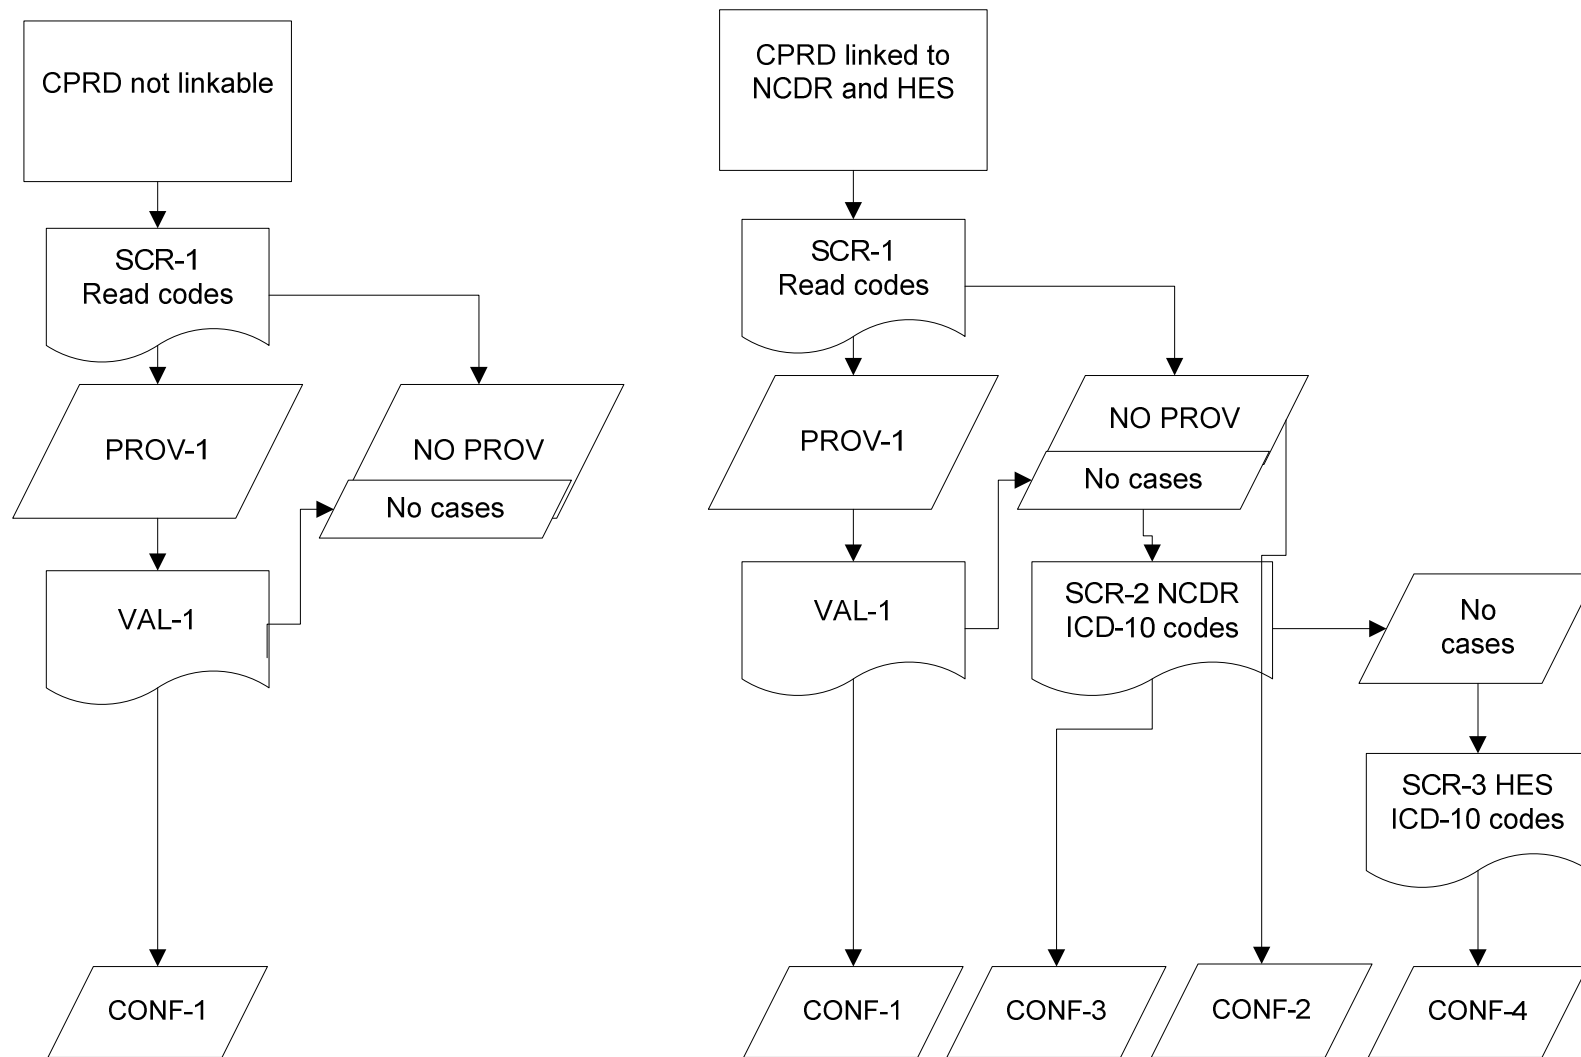 CPRD not linkable
SCR-1
Read codes
PROV-1
NO PROV
No cases
VAL-1
CONF-1
CPRD linked to
NCDR and HES
SCR-1
Read codes
PROV-1
NO PROV
No cases
VAL-1
SCR-2 NCDR
ICD-10 codes
No
cases
SCR-3 HES
ICD-10 codes
CONF-1
CONF-3
CONF-2
CONF-4